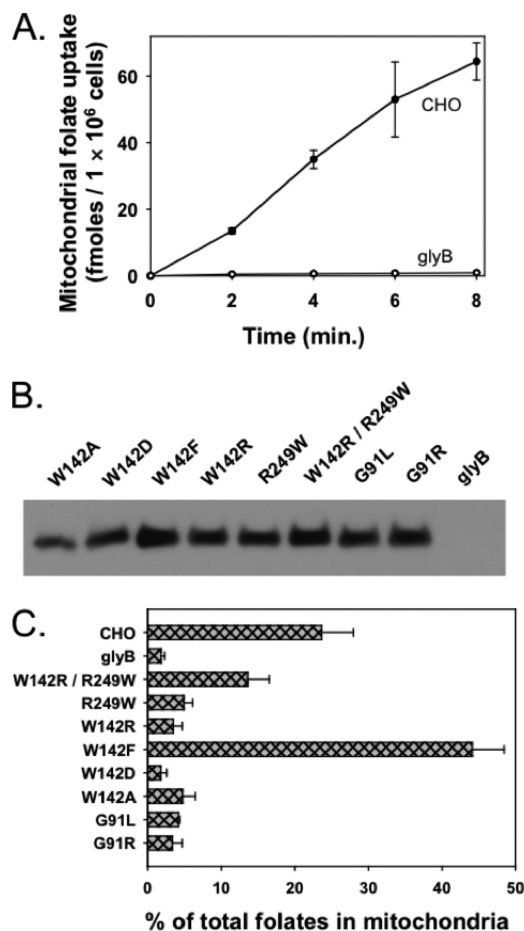 A.
Mitochondrial folate uptake
(fmoles / 1 × 10⁶ cells)
60
40
20
0
CHO
glyB
0 2 4 6 8
Time (min.)
B.
W142A W142D W142F W142R R249W W142R / R249W G91L G91R glyB
C.
CHO
glyB
W142R / R249W
R249W
W142R
W142F
W142D
W142A
G91L
G91R
0 10 20 30 40 50
% of total folates in mitochondria